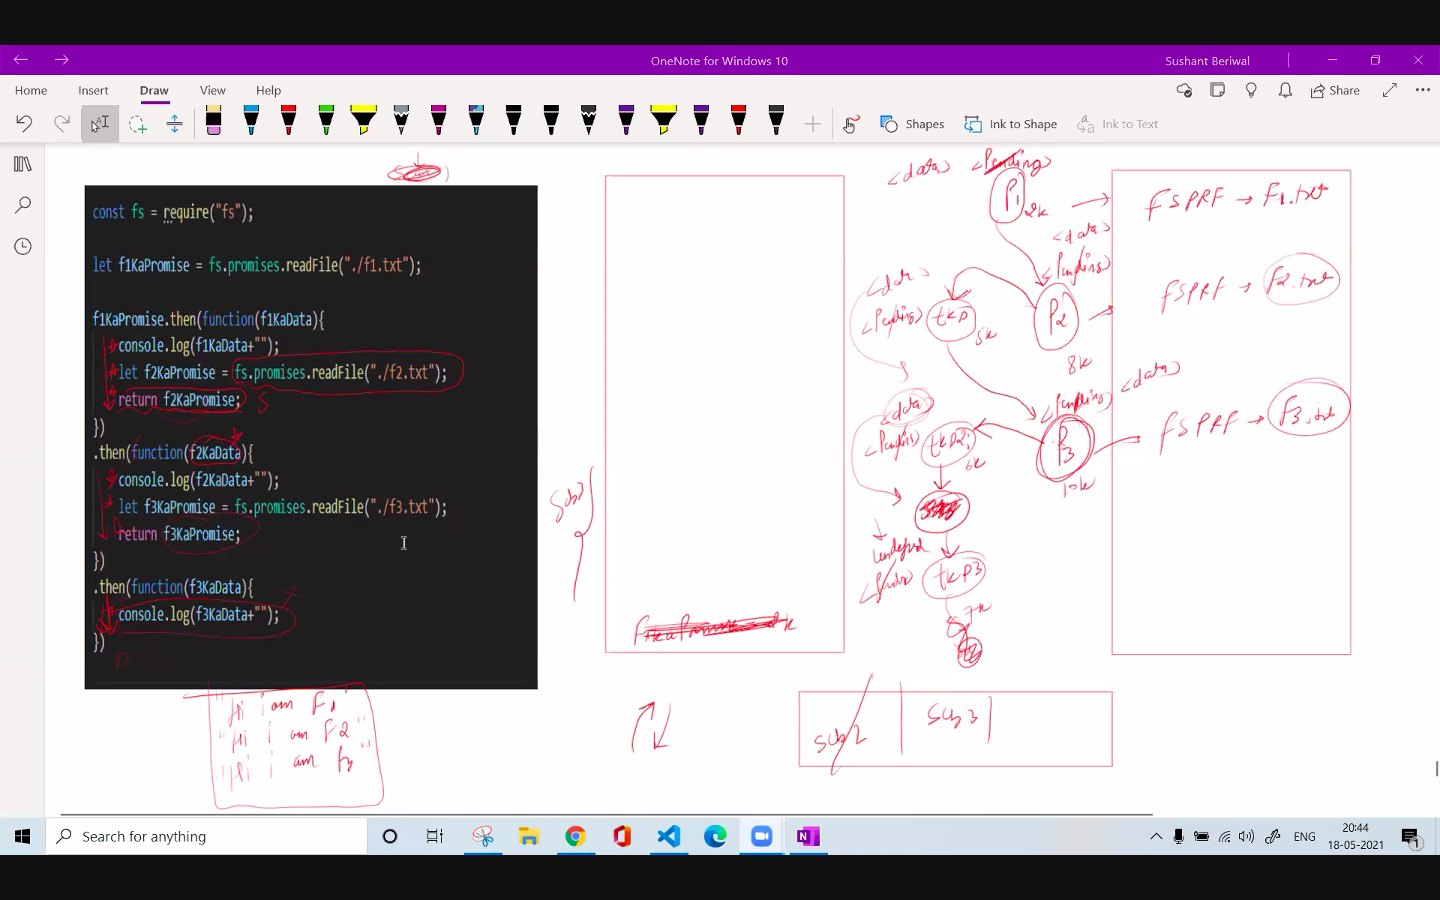 OneNote for Windows 10
Sushant Beriwal
Home Insert Draw View Help
Share
Shapes
Ink to Shape
Ink to Text
const fs = require("fs");
let f1KaPromise = fs.promises.readFile("./f1.txt");
f1KaPromise.then(function(f1KaData){
console.log(f1KaData+"");
let f2KaPromise = fs.promises.readFile("./f2.txt");
return f2KaPromise;
})
.then(function(f2KaData){
console.log(f2KaData+"");
let f3KaPromise = fs.promises.readFile("./f3.txt");
return f3KaPromise;
})
.then(function(f3KaData){
console.log(f3KaData+"");
})
"Hi i am F1"
"Hi i am F2"
"Hi i am f3"
Scb3
<data> <Pending>
P1
2k
<data>
<Pending>
P2
8k
<Pending>
tkp
5k
<data>
<Pending> <data>
P3
10k
<data>
<Pending>
tkp2
6k
undefined
tkp3
7k
FSPRF → F1.txt
FSPRF → f2.txt
FSPRF → f3.txt
Scb2
Scb3
Search for anything
ENG
20:44
18-05-2021
1